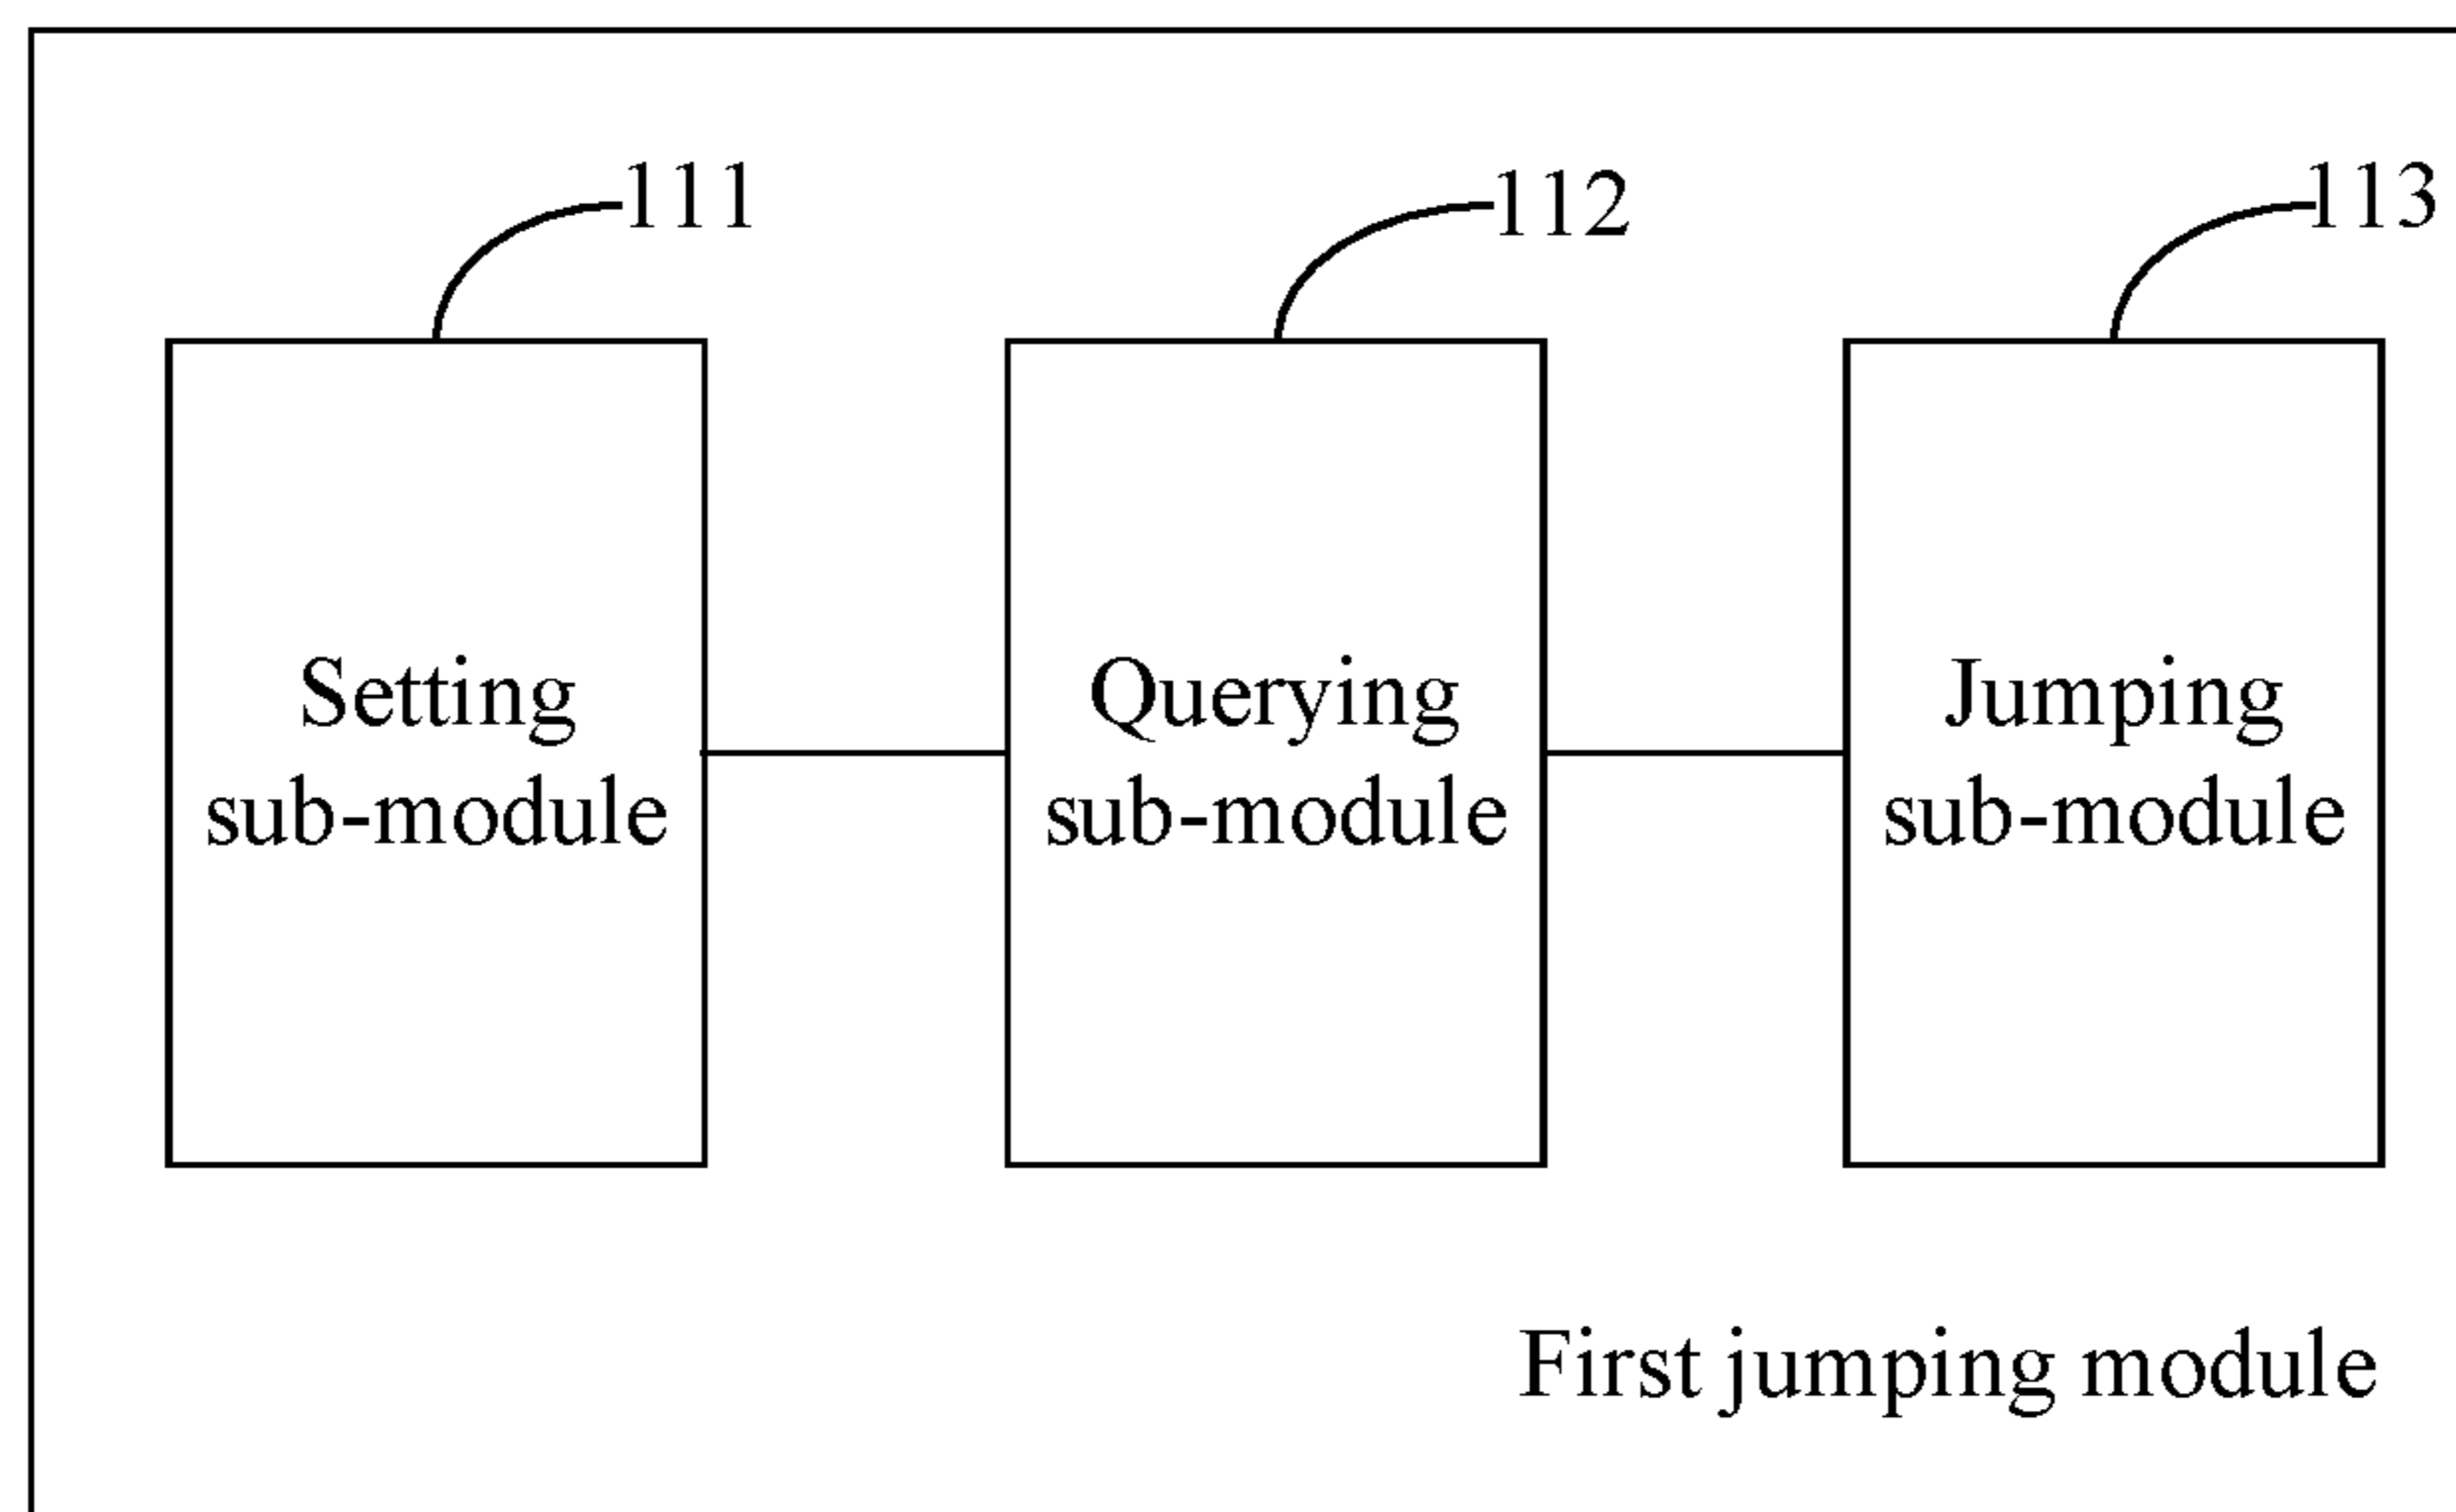 111
112
113
Setting
sub-module
Querying
sub-module
Jumping
sub-module
First jumping module